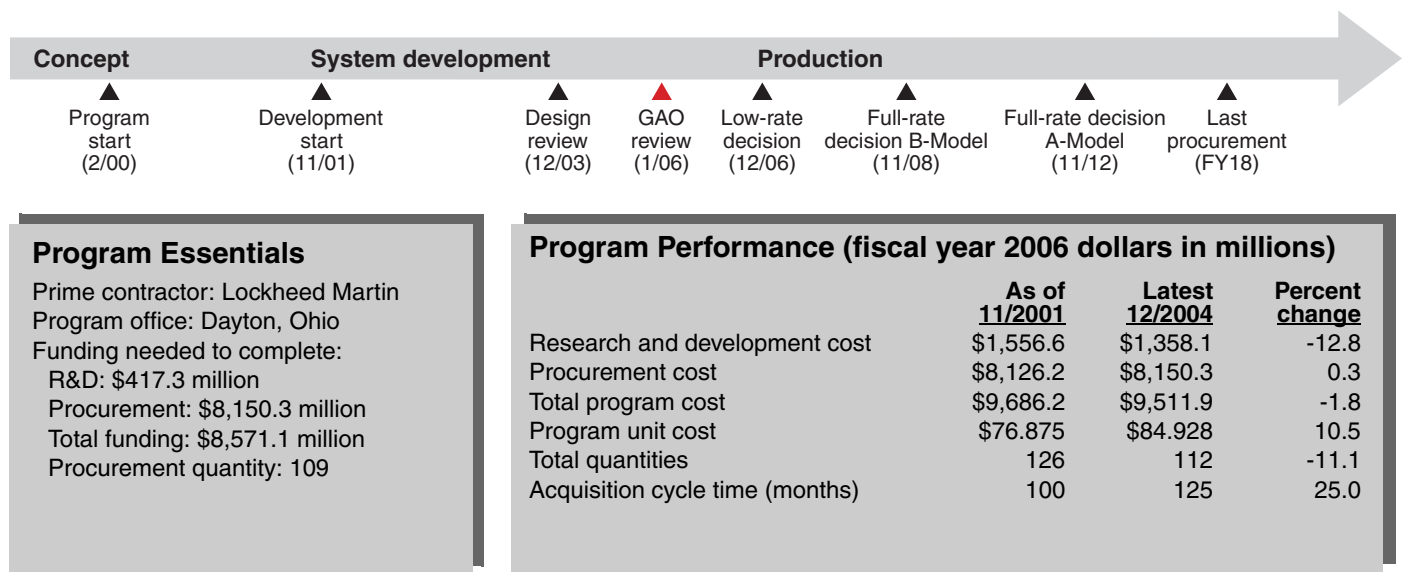 Concept System development Production
Program start (2/00)
Development start (11/01)
Design review (12/03)
GAO review (1/06)
Low-rate decision (12/06)
Full-rate decision B-Model (11/08)
Full-rate decision A-Model (11/12)
Last procurement (FY18)
Program Essentials
Prime contractor: Lockheed Martin
Program office: Dayton, Ohio
Funding needed to complete:
R&D: $417.3 million
Procurement: $8,150.3 million
Total funding: $8,571.1 million
Procurement quantity: 109
Program Performance (fiscal year 2006 dollars in millions)
As of Latest Percent
11/2001 12/2004 change
Research and development cost $1,556.6 $1,358.1 -12.8
Procurement cost $8,126.2 $8,150.3 0.3
Total program cost $9,686.2 $9,511.9 -1.8
Program unit cost $76.875 $84.928 10.5
Total quantities 126 112 -11.1
Acquisition cycle time (months) 100 125 25.0